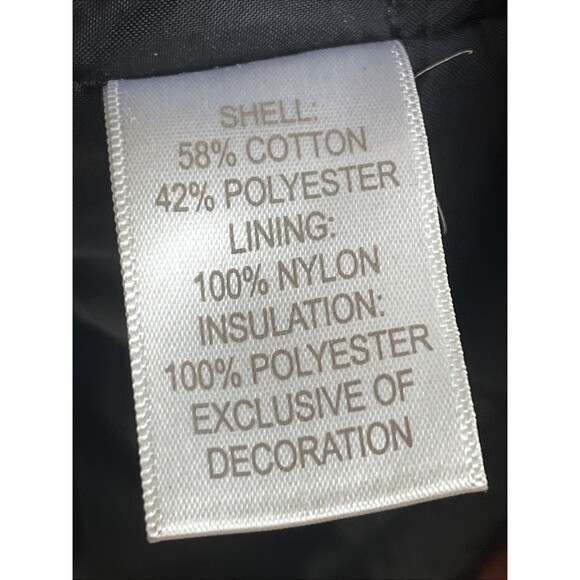 SHELL:
58% COTTON
42% POLYESTER
LINING:
100% NYLON
INSULATION:
100% POLYESTER
EXCLUSIVE OF
DECORATION